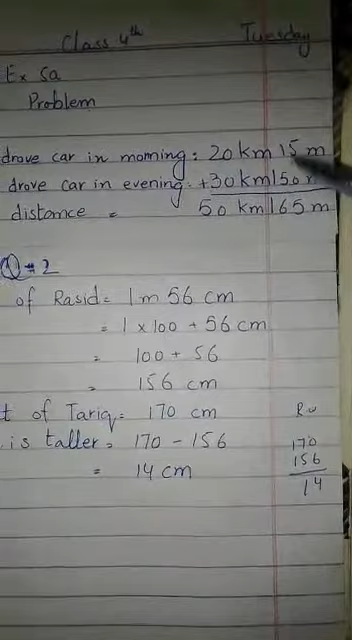 Class 4th Tuesday
Ex 5a
Problem
drove car in morning: 20 km 15 m
drove car in evening: +30 km 150
distance = 50 km 165 m
Q#2
of Rasid = 1 m 56 cm
= 1 x 100 + 56 cm
= 100 + 56
= 156 cm
t of Tariq = 170 cm R.w
is taller = 170 - 156 170
156
= 14 cm 14